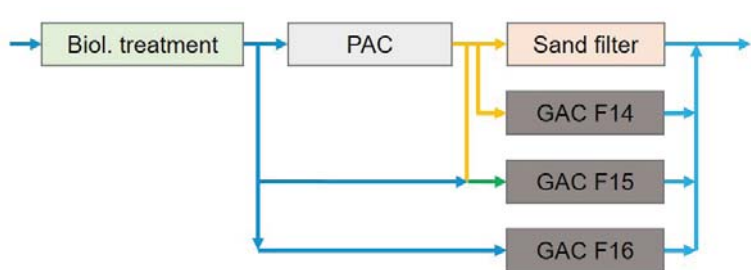 Biol. treatment
PAC
Sand filter
GAC F14
GAC F15
GAC F16